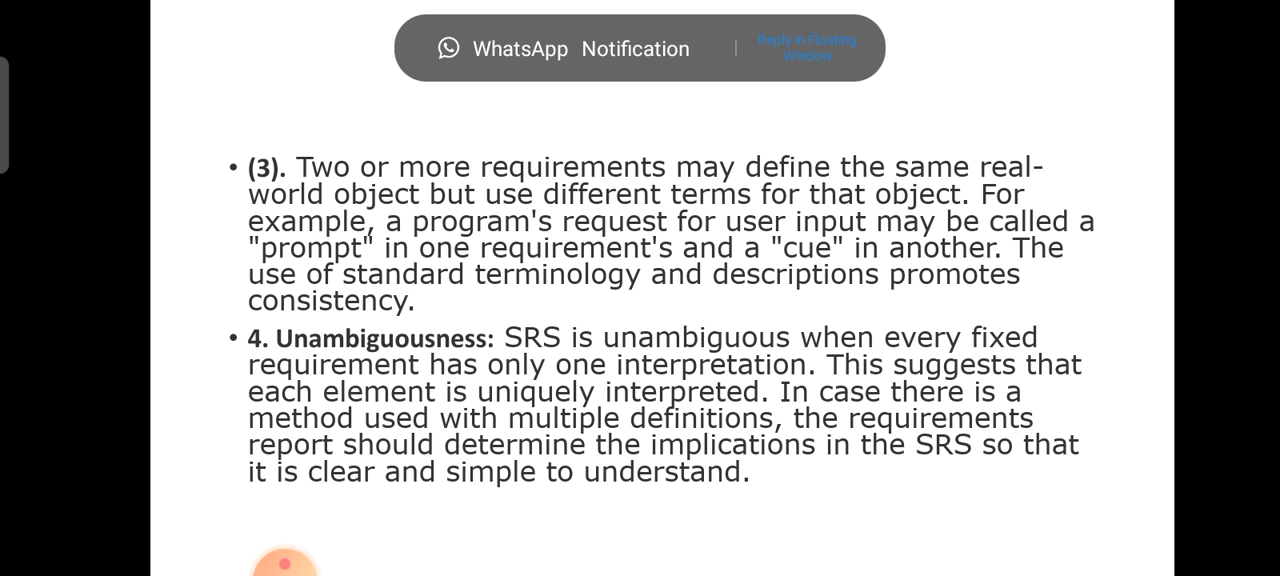 WhatsApp Notification
Reply in Floating
Window
• (3). Two or more requirements may define the same real-
world object but use different terms for that object. For
example, a program's request for user input may be called a
"prompt" in one requirement's and a "cue" in another. The
use of standard terminology and descriptions promotes
consistency.
• 4. Unambiguousness: SRS is unambiguous when every fixed
requirement has only one interpretation. This suggests that
each element is uniquely interpreted. In case there is a
method used with multiple definitions, the requirements
report should determine the implications in the SRS so that
it is clear and simple to understand.